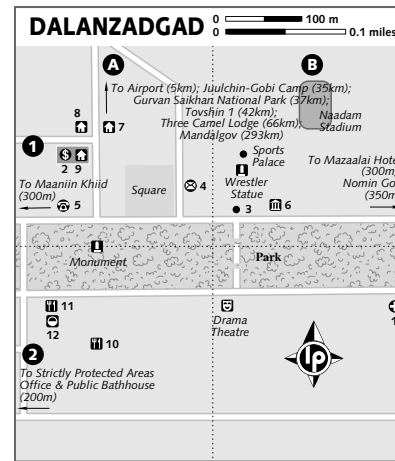 DALANZADGAD
0 100 m
0 0.1 miles
A
B
To Airport (5km); Juulchin-Gobi Camp (35km);
Gurvan Saikhan National Park (37km);
Tovshin 1 (42km);
Three Camel Lodge (66km);
Mandalgov (293km)
Naadam
Stadium
8
7
1
$
2 9
To Maaniin Khiid
(300m)
5
Square
4
Sports
Palace
Wrestler
Statue
3
6
To Mazaalai Hote
(300m)
Nomin Go
(350m
Monument
Park
11
12
10
Drama
Theatre
1
2
To Strictly Protected Areas
Office & Public Bathhouse
(200m)
lp